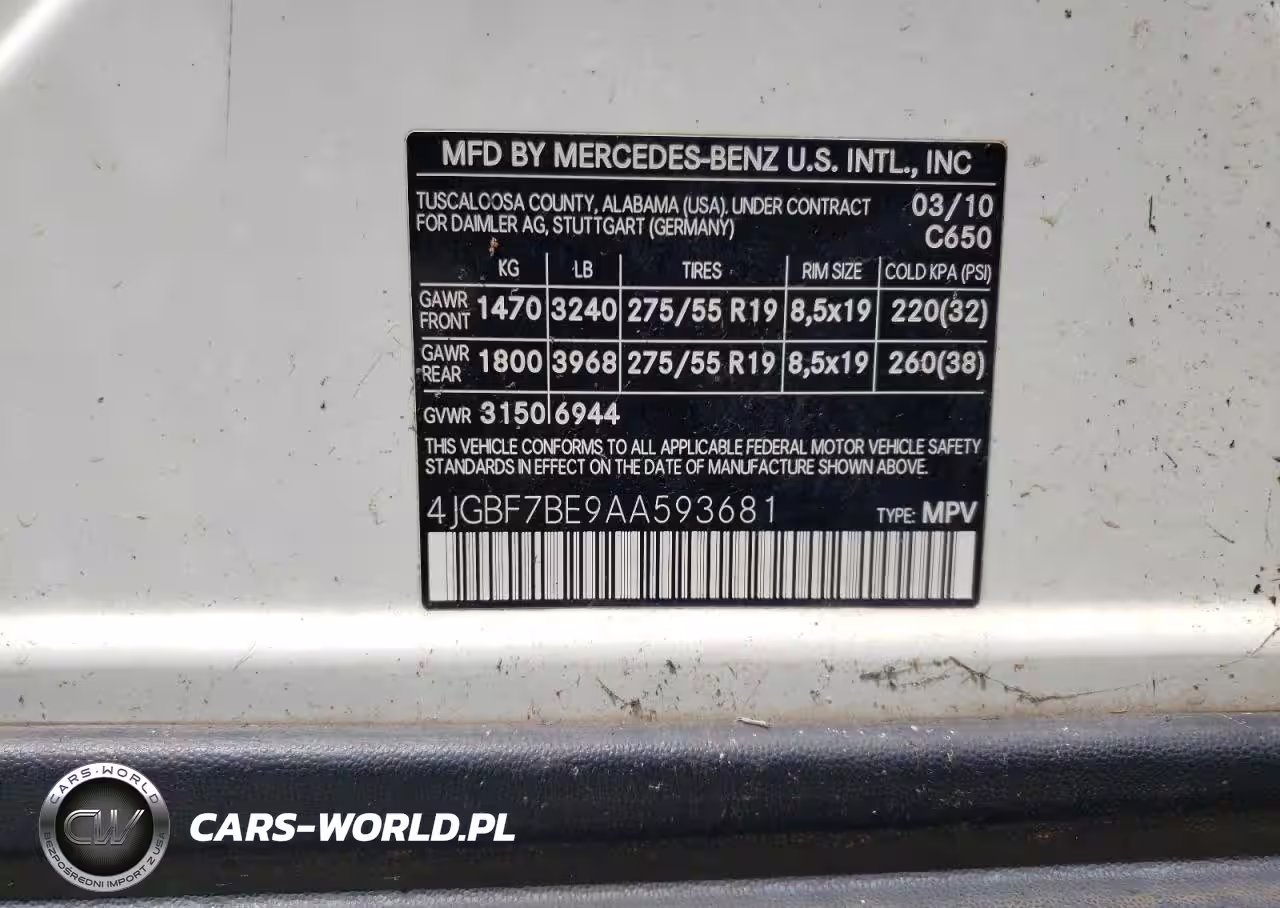 MFD BY MERCEDES-BENZ U.S. INTL., INC
TUSCALOOSA COUNTY, ALABAMA (USA), UNDER CONTRACT 03/10
FOR DAIMLER AG, STUTTGART (GERMANY) C650
KG LB TIRES RIM SIZE COLD KPA (PSI)
GAWR FRONT 1470 3240 275/55 R19 8,5x19 220(32)
GAWR REAR 1800 3968 275/55 R19 8,5x19 260(38)
GVWR 3150 6944
THIS VEHICLE CONFORMS TO ALL APPLICABLE FEDERAL MOTOR VEHICLE SAFETY
STANDARDS IN EFFECT ON THE DATE OF MANUFACTURE SHOWN ABOVE.
4JGBF7BE9AA593681 TYPE: MPV
CARS-WORLD
CW
BEZPOŚREDNI IMPORT Z USA
CARS-WORLD.PL